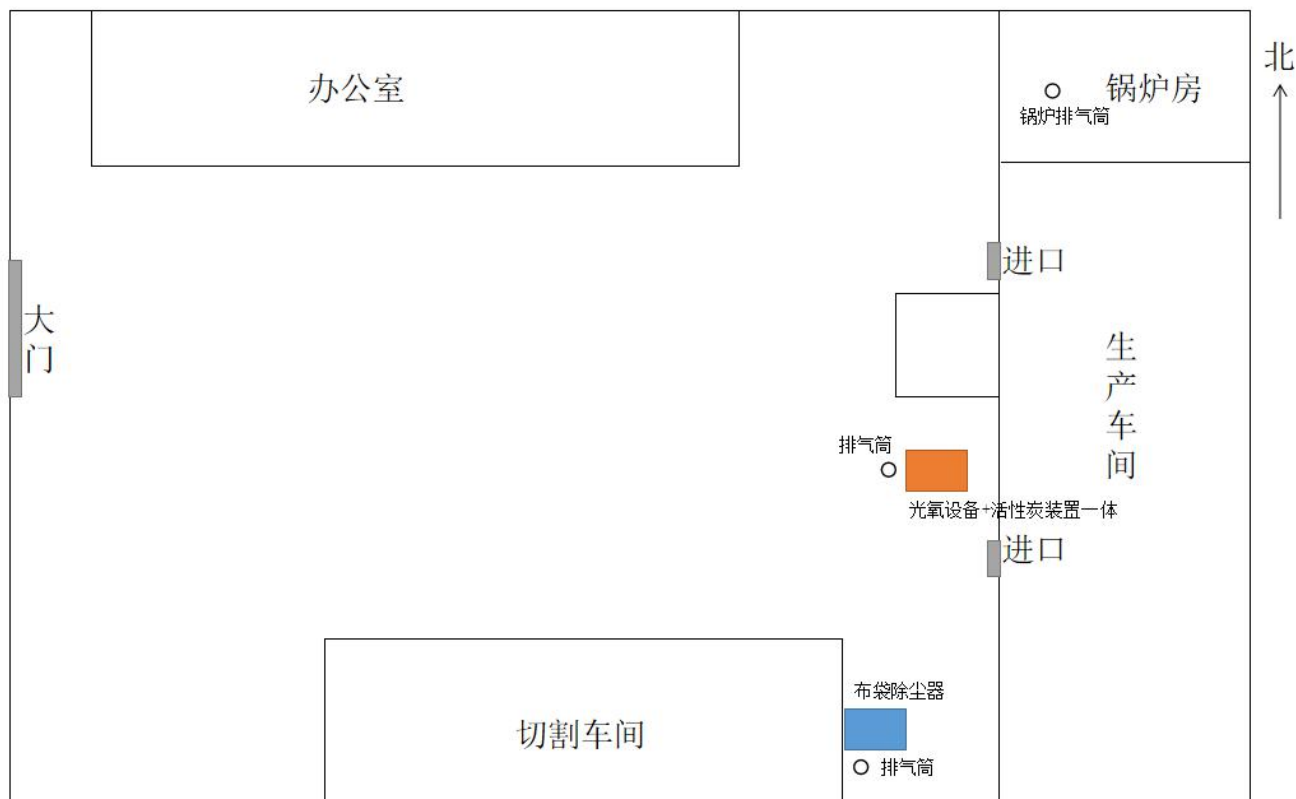 北
办公室
锅炉房
锅炉排气筒
进口
大门
生产车间
排气筒
光氧设备+活性炭装置一体
进口
布袋除尘器
切割车间
排气筒